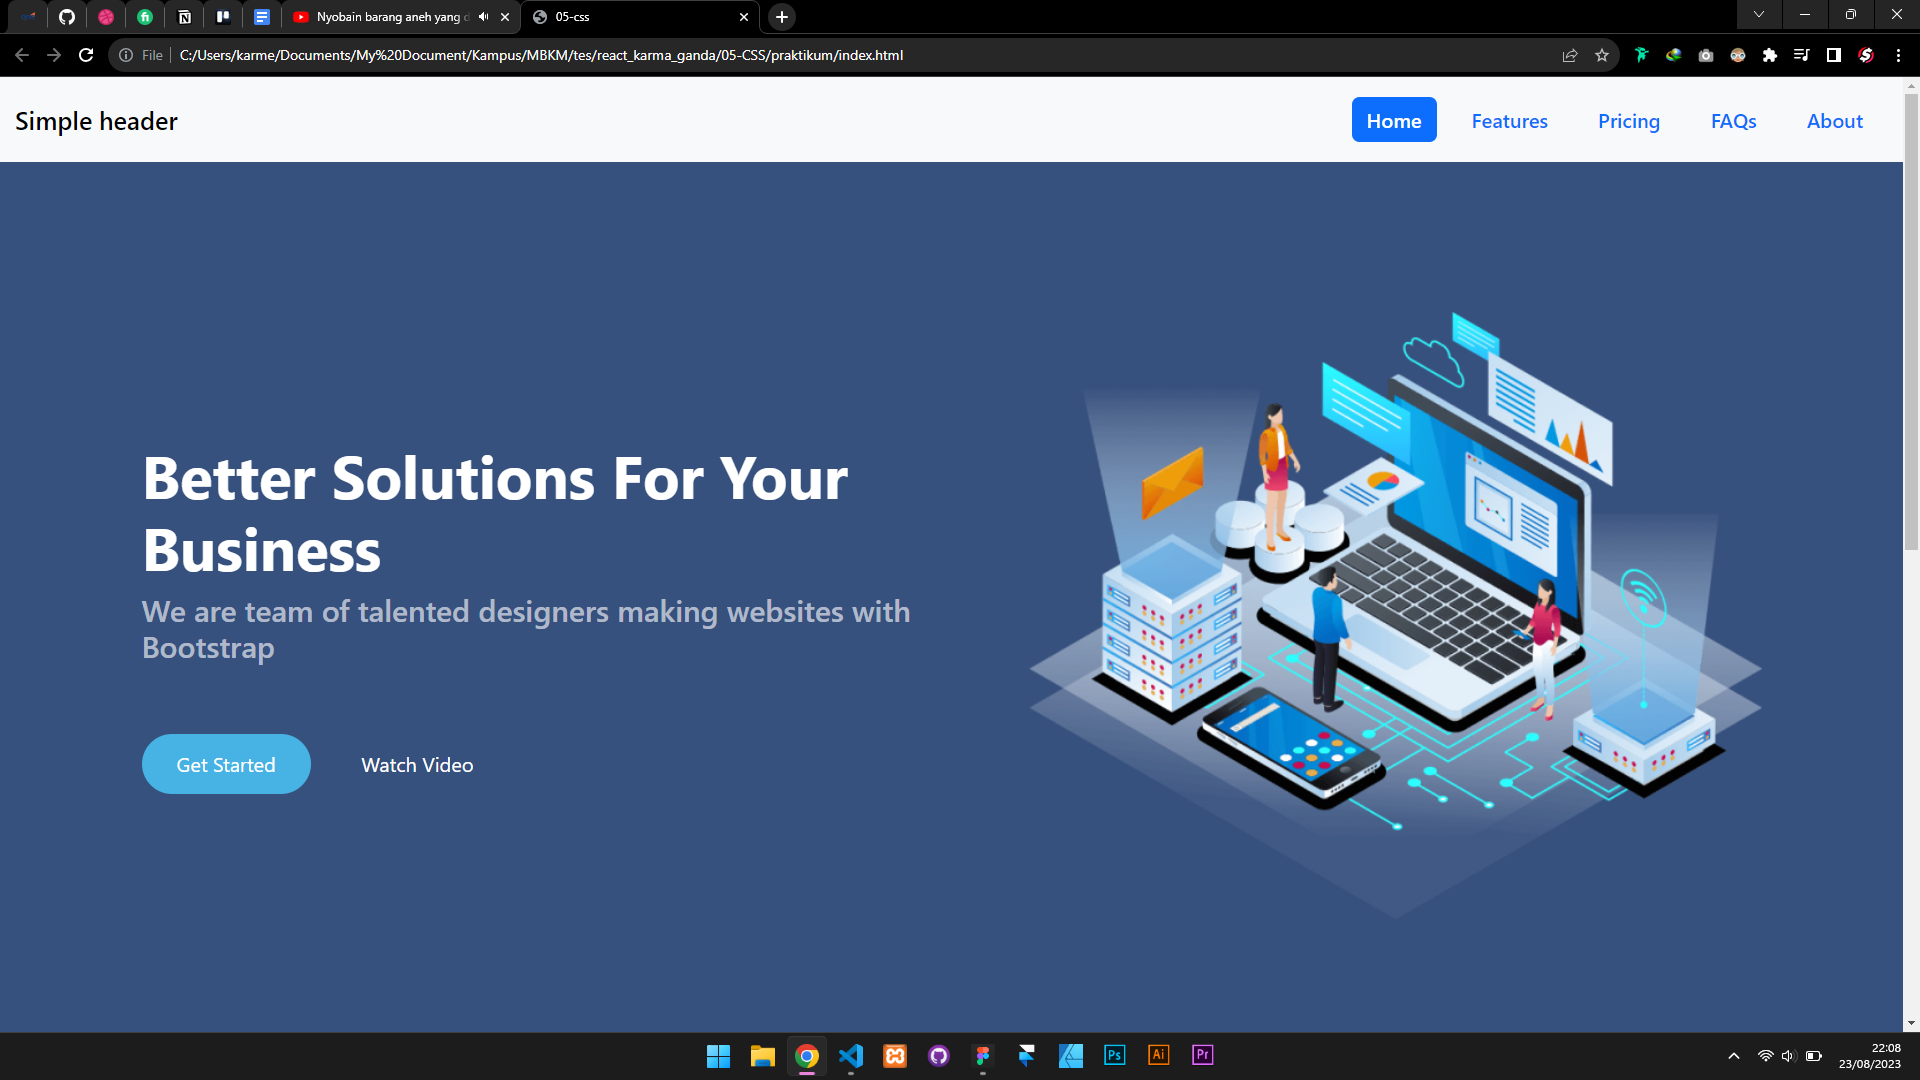 Nyobain barang aneh yang d
05-css
File
C:/Users/karme/Documents/My%20Document/Kampus/MBKM/tes/react_karma_ganda/05-CSS/praktikum/index.html
Simple header
Home
Features
Pricing
FAQs
About
Better Solutions For Your
Business
We are team of talented designers making websites with
Bootstrap
Get Started
Watch Video
Ps
Ai
Pr
22:08
23/08/2023